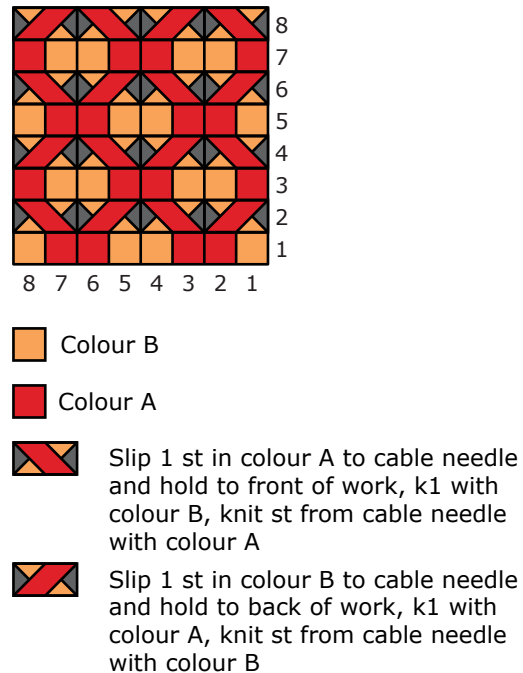 8
7
6
5
4
3
2
1
8 7 6 5 4 3 2 1
Colour B
Colour A
Slip 1 st in colour A to cable needle
and hold to front of work, k1 with
colour B, knit st from cable needle
with colour A
Slip 1 st in colour B to cable needle
and hold to back of work, k1 with
colour A, knit st from cable needle
with colour B